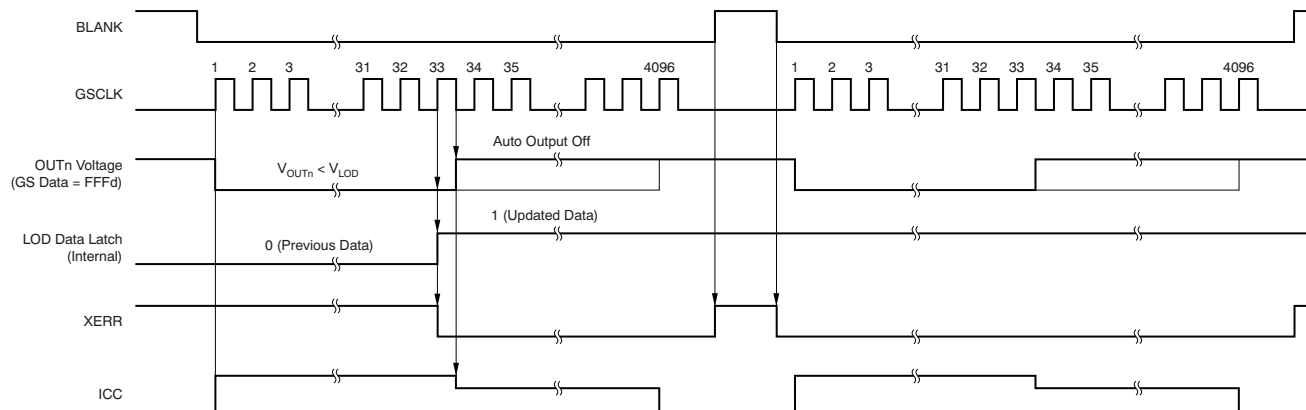 BLANK
1 2 3 31 32 33 34 35 4096 1 2 3 31 32 33 34 35 4096
GSCLK
Auto Output Off
OUTn Voltage
(GS Data = FFFd)
VOUTn < VLOD
1 (Updated Data)
LOD Data Latch
(Internal)
0 (Previous Data)
XERR
ICC